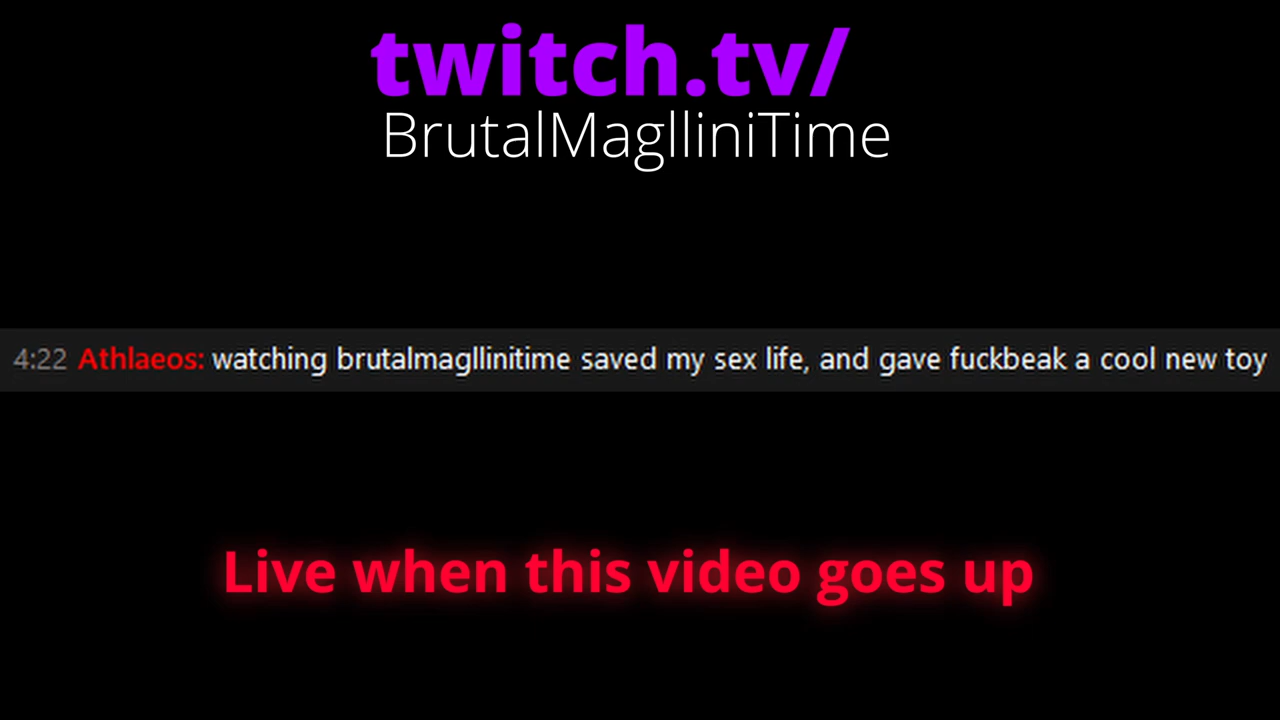 twitch.tv/
BrutalMaglliniTime
4:22 Athlaeos: watching brutalmagllinitime saved my sex life, and gave fuckbeak a cool new toy
Live when this video goes up